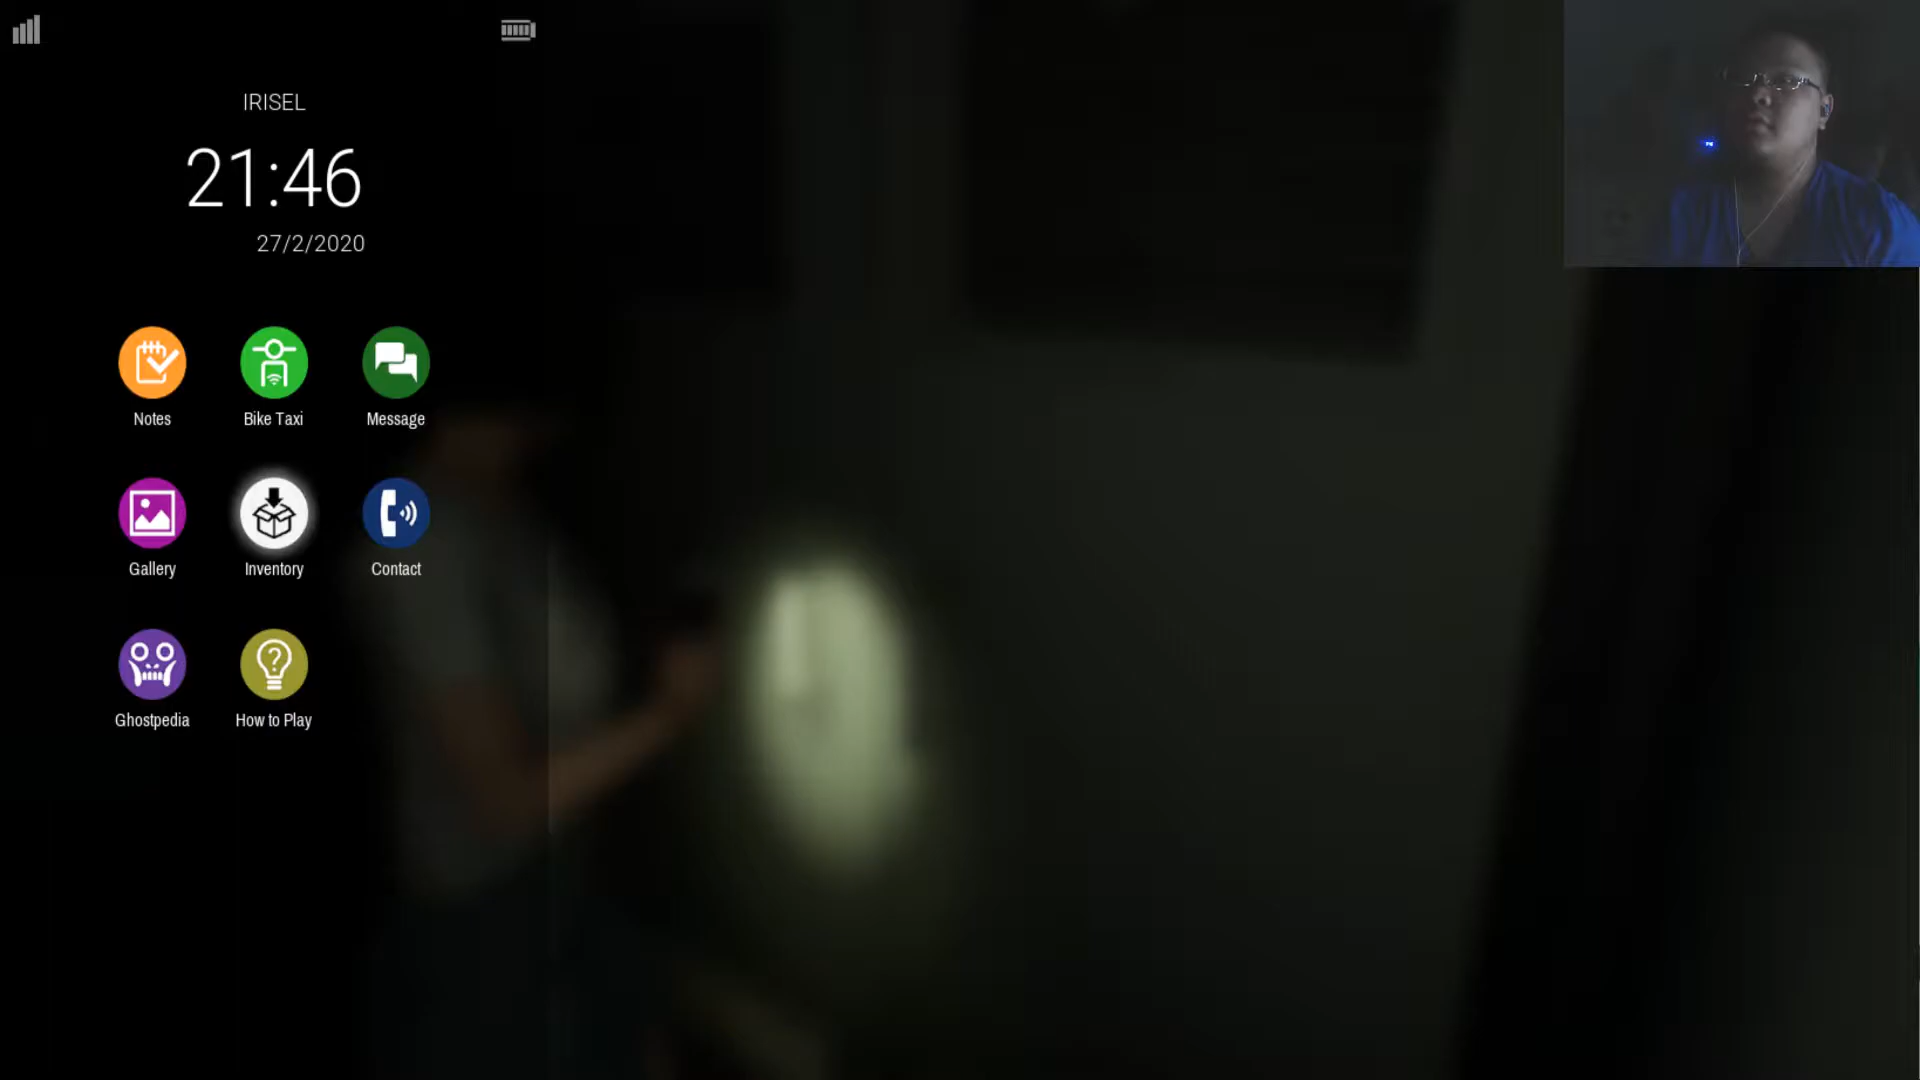 IRISEL
21:46
27/2/2020
Notes
Bike Taxi
Message
Gallery
Inventory
Contact
Ghostpedia
How to Play